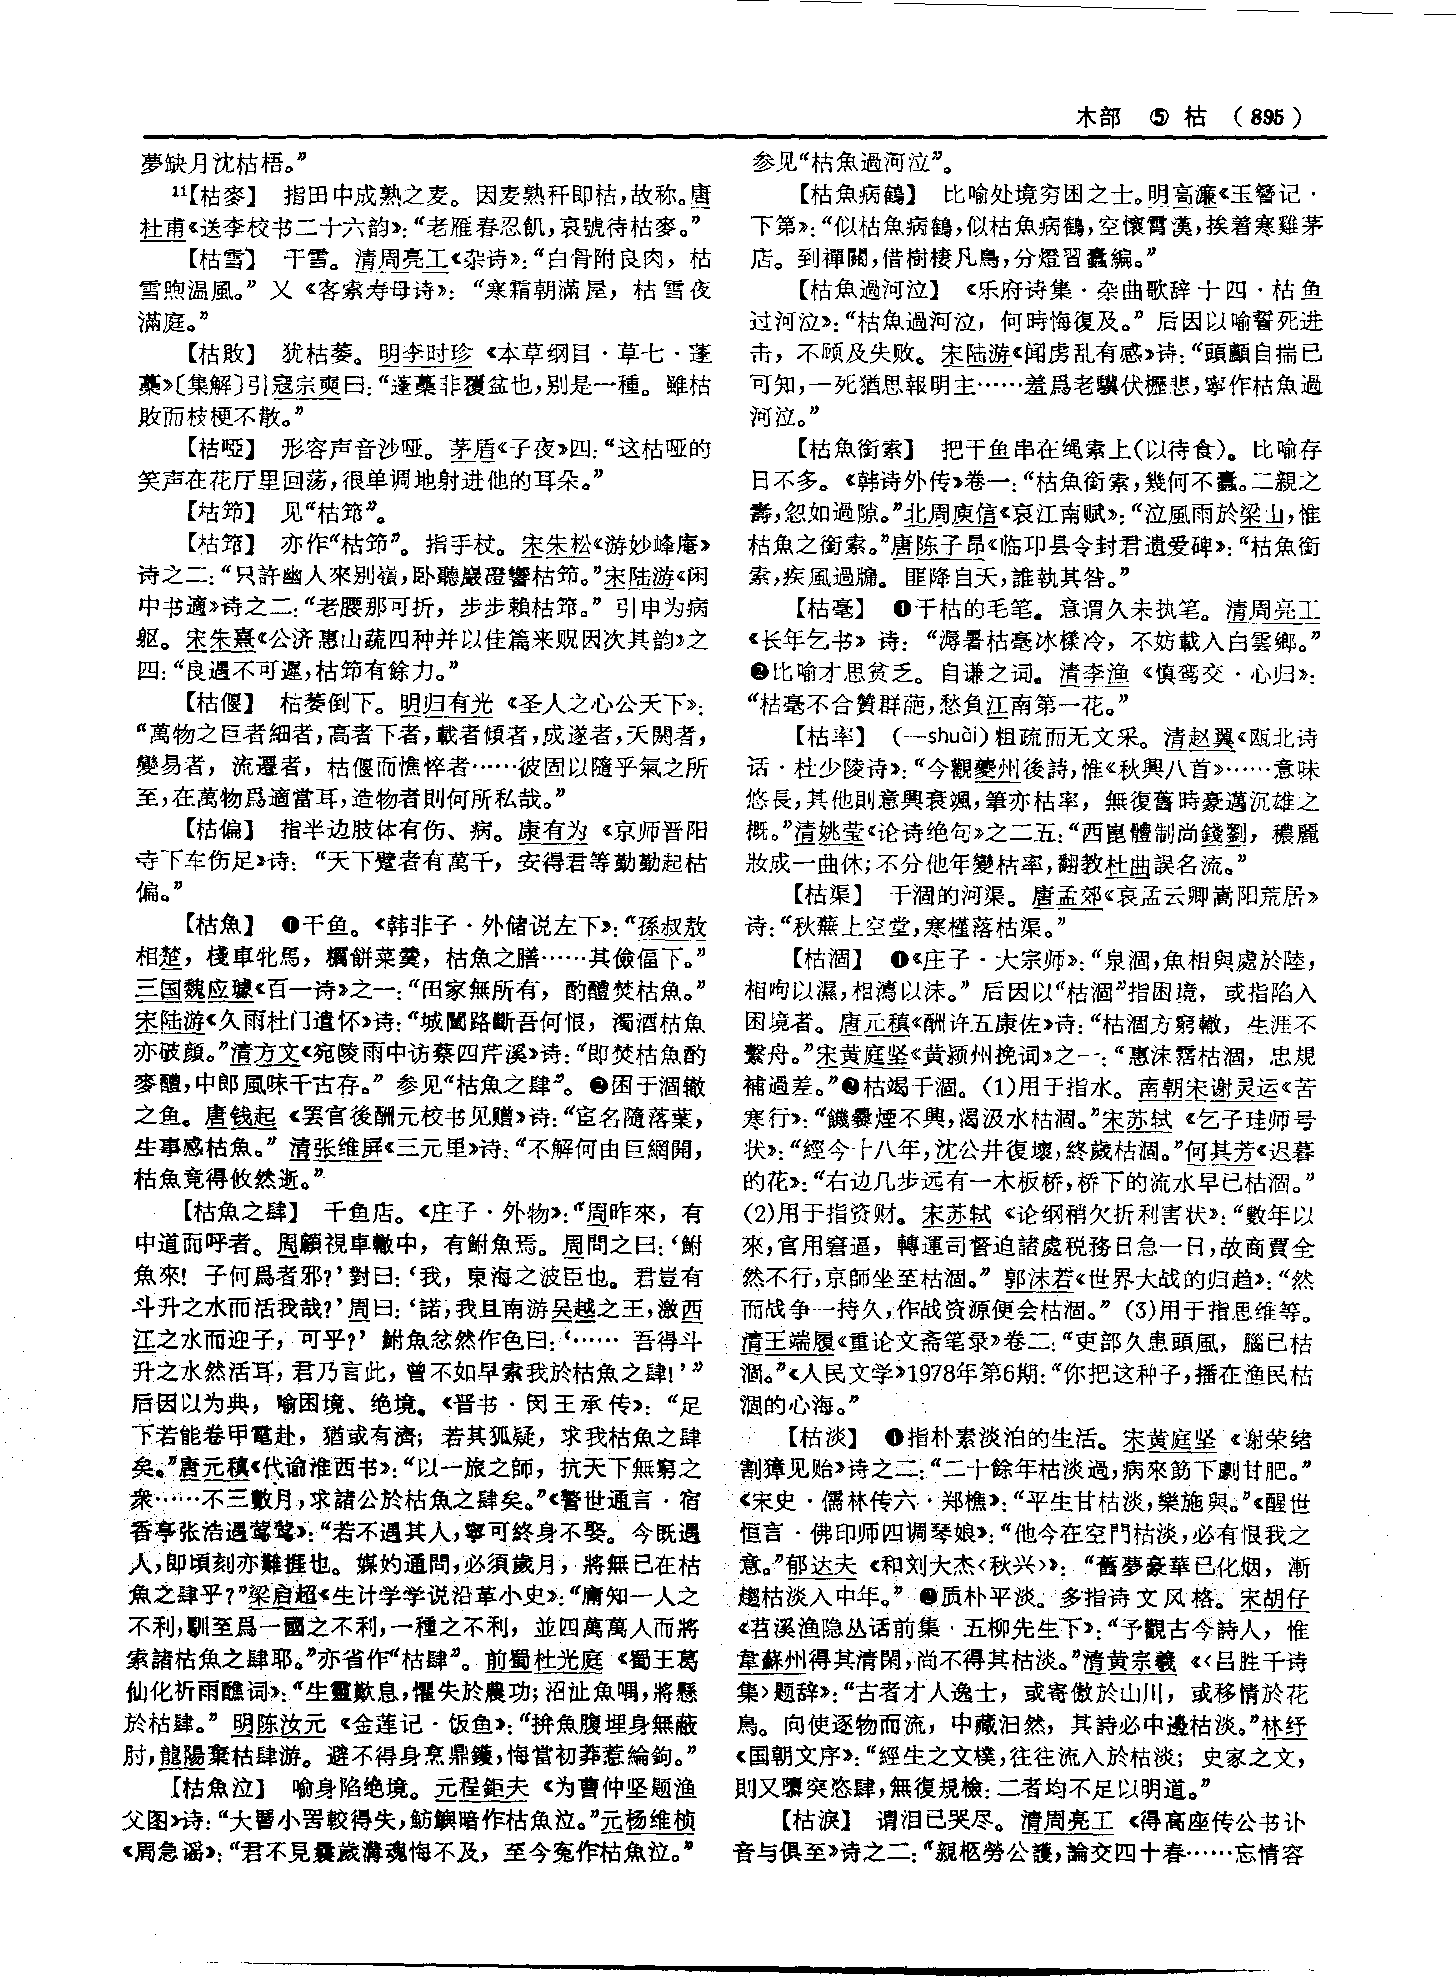 木部 ⑤ 枯 （895）
夢缺月沈枯梧。”
11【枯麥】 指田中成熟之麦。因麦熟秆即枯，故称。唐
杜甫《送李校书二十六韵》：“老雁春忍飢，哀號待枯麥。”
【枯雪】 干雪。清周亮工《杂诗》：“白骨附良肉，枯
雪煦温風。”又《客索寿母诗》：“寒霜朝滿屋，枯雪夜
滿庭。”
【枯敗】 犹枯萎。明李时珍《本草纲目·草七·蓬
蘽》〔集解〕引寇宗奭曰：“蓬蘽非覆盆也，别是一種。雖枯
敗而枝梗不散。”
【枯啞】 形容声音沙哑。茅盾《子夜》四：“这枯哑的
笑声在花厅里回荡，很单调地射进他的耳朵。”
【枯筇】 见“枯筇”。
【枯笻】 亦作“枯筇”。指手杖。宋朱松《游妙峰庵》
诗之二：“只許幽人來别嶺，卧聽巖磴響枯筇。”宋陆游《闲
中书適》诗之二：“老腰那可折，步步賴枯筇。”引申为病
躯。宋朱熹《公济惠山蔬四种并以佳篇来贶因次其韵》之
四：“良遇不可遲，枯筇有餘力。”
【枯偃】 枯萎倒下。明归有光《圣人之心公天下》：
“萬物之巨者細者，高者下者，載者傾者，成遂者，夭閼者，
變易者，流遷者，枯偃而憔悴者……彼固以隨乎氣之所
至，在萬物爲適當耳，造物者則何所私哉。”
【枯偏】 指半边肢体有伤、病。康有为《京师晋阳
寺下车伤足》诗：“天下躄者有萬千，安得君等勤勤起枯
偏。”
【枯魚】 ❶干鱼。《韩非子·外储说左下》：“孫叔敖
相楚，棧車牝馬，糲餅菜羹，枯魚之膳……其儉偪下。”
三国魏应璩《百一诗》之一：“田家無所有，酌醴焚枯魚。”
宋陆游《久雨杜门遣怀》诗：“城闉路斷吾何恨，濁酒枯魚
亦破顔。”清方文《宛陵雨中访蔡四芹溪》诗：“即焚枯魚酌
麥醴，中郎風味千古存。”参见“枯魚之肆”。❷困于涸辙
之鱼。唐钱起《罢官後酬元校书见赠》诗：“宦名隨落葉，
生事感枯魚。”清张维屏《三元里》诗：“不解何由巨網開，
枯魚竟得攸然逝。”
【枯魚之肆】 干鱼店。《庄子·外物》：“周昨來，有
中道而呼者。周顧視車轍中，有鮒魚焉。周問之曰：‘鮒
魚來！子何爲者邪？’對曰：‘我，東海之波臣也。君豈有
斗升之水而活我哉？’周曰：‘諾，我且南游吴越之王，激西
江之水而迎子，可乎？’鮒魚忿然作色曰：‘……吾得斗
升之水然活耳，君乃言此，曾不如早索我於枯魚之肆！’”
后因以为典，喻困境、绝境。《晋书·闵王承传》：“足
下若能卷甲電赴，猶或有濟；若其狐疑，求我枯魚之肆
矣。”唐元稹《代谕淮西书》：“以一旅之師，抗天下無窮之
衆……不三數月，求諸公於枯魚之肆矣。”《警世通言·宿
香亭张浩遇莺莺》：“若不遇其人，寧可終身不娶。今既遇
人，即頃刻亦難捱也。媒妁通問，必須歲月，將無已在枯
魚之肆乎？”梁启超《生计学学说沿革小史》：“庸知一人之
不利，馴至爲一國之不利，一種之不利，並四萬萬人而將
索諸枯魚之肆耶。”亦省作“枯肆”。前蜀杜光庭《蜀王葛
仙化祈雨醮词》：“生靈歎息，懼失於農功；沼沚魚喁，將懸
於枯肆。”明陈汝元《金莲记·饭鱼》：“拚魚腹埋身無蔽
肘，龍陽棄枯肆游。避不得身烹鼎鑊，悔當初莽惹綸鉤。”
【枯魚泣】 喻身陷绝境。元程鉅夫《为曹仲坚题渔
父图》诗：“大罾小罟較得失，魴鱮暗作枯魚泣。”元杨维桢
《周急谣》：“君不見曩歲溝魂悔不及，至今冤作枯魚泣。”
参见“枯魚過河泣”。
【枯魚病鶴】 比喻处境穷困之士。明高濂《玉簪记·
下第》：“似枯魚病鶴，似枯魚病鶴，空懷霄漢，挨着寒雞茅
店。到禪關，借樹棲凡鳥，分燈習蠹編。”
【枯魚過河泣】 《乐府诗集·杂曲歌辞十四·枯鱼
过河泣》：“枯魚過河泣，何時悔復及。”后因以喻誓死进
击，不顾及失败。宋陆游《闻虏乱有感》诗：“頭顱自揣已
可知，一死猶思報明主……羞爲老驥伏櫪悲，寧作枯魚過
河泣。”
【枯魚銜索】 把干鱼串在绳索上（以待食）。比喻存
日不多。《韩诗外传》卷一：“枯魚銜索，幾何不蠹。二親之
壽，忽如過隙。”北周庾信《哀江南赋》：“泣風雨於梁山，惟
枯魚之銜索。”唐陈子昂《临邛县令封君遗爱碑》：“枯魚銜
索，疾風過牖。匪降自天，誰執其咎。”
【枯毫】 ❶干枯的毛笔。意谓久未执笔。清周亮工
《长年乞书》诗：“溽暑枯毫冰樣冷，不妨載入白雲鄉。”
❷比喻才思贫乏。自谦之词。清李渔《慎鸾交·心归》：
“枯毫不合贊群葩，愁負江南第一花。”
【枯率】 （—shuài）粗疏而无文采。清赵翼《瓯北诗
话·杜少陵诗》：“今觀夔州後詩，惟《秋興八首》……意味
悠長，其他則意興衰颯，筆亦枯率，無復舊時豪邁沉雄之
概。”清姚莹《论诗绝句》之二五：“西崑體制尚錢劉，穠麗
妝成一曲休；不分他年變枯率，翻教杜曲誤名流。”
【枯渠】 干涸的河渠。唐孟郊《哀孟云卿嵩阳荒居》
诗：“秋蕪上空堂，寒槿落枯渠。”
【枯涸】 ❶《庄子·大宗师》：“泉涸，魚相與處於陸，
相呴以濕，相濡以沫。”后因以“枯涸”指困境，或指陷入
困境者。唐元稹《酬许五康佐》诗：“枯涸方窮轍，生涯不
繫舟。”宋黄庭坚《黄颍州挽词》之一：“惠沫霑枯涸，忠規
補過差。”❷枯竭干涸。（1）用于指水。南朝宋谢灵运《苦
寒行》：“饑爨煙不興，渴汲水枯涸。”宋苏轼《乞子珪师号
状》：“經今十八年，沈公井復壞，終歲枯涸。”何其芳《迟暮
的花》：“右边几步远有一木板桥，桥下的流水早已枯涸。”
（2）用于指资财。宋苏轼《论纲梢欠折利害状》：“數年以
來，官用窘逼，轉運司督迫諸處税務日急一日，故商賈全
然不行，京師坐至枯涸。”郭沫若《世界大战的归趋》：“然
而战争一持久，作战资源便会枯涸。”（3）用于指思维等。
清王端履《重论文斋笔录》卷二：“吏部久患頭風，腦已枯
涸。”《人民文学》1978年第6期：“你把这种子，播在渔民枯
涸的心海。”
【枯淡】 ❶指朴素淡泊的生活。宋黄庭坚《谢荣绪
割獐见贻》诗之二：“二十餘年枯淡過，病來筯下劇甘肥。”
《宋史·儒林传六·郑樵》：“平生甘枯淡，樂施與。”《醒世
恒言·佛印师四调琴娘》：“他今在空門枯淡，必有恨我之
意。”郁达夫《和刘大杰〈秋兴〉》：“舊夢豪華已化烟，漸
趨枯淡入中年。”❷质朴平淡。多指诗文风格。宋胡仔
《苕溪渔隐丛话前集·五柳先生下》：“予觀古今詩人，惟
韋蘇州得其清閑，尚不得其枯淡。”清黄宗羲《〈吕胜千诗
集〉题辞》：“古者才人逸士，或寄傲於山川，或移情於花
鳥。向使逐物而流，中藏汩然，其詩必中邊枯淡。”林纾
《国朝文序》：“經生之文樸，往往流入於枯淡；史家之文，
則又隳突恣肆，無復規檢：二者均不足以明道。”
【枯淚】 谓泪已哭尽。清周亮工《得高座传公书讣
音与俱至》诗之二：“親柩勞公護，論交四十春……忘情容